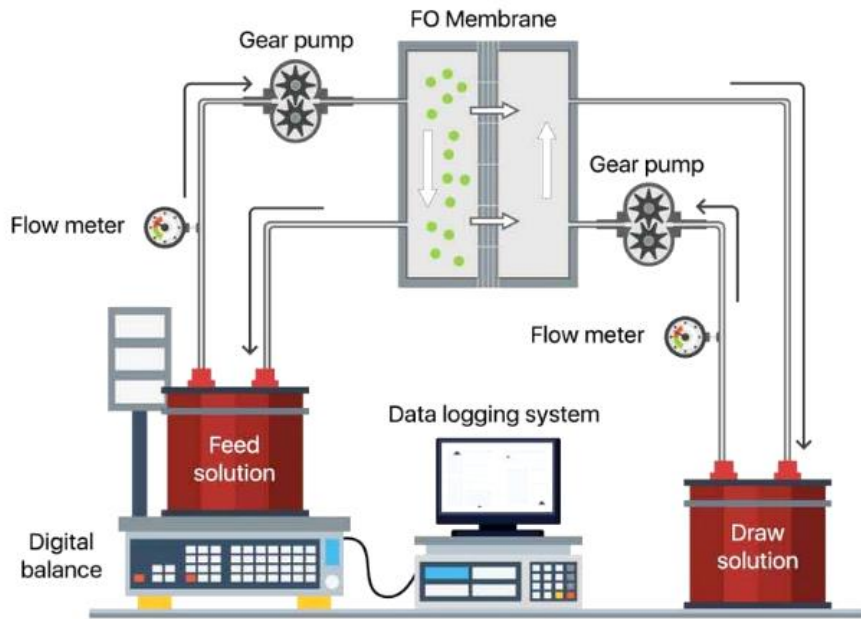 FO Membrane
Gear pump
Gear pump
Flow meter
Flow meter
Data logging system
Feed
solution
Digital
balance
Draw
solution